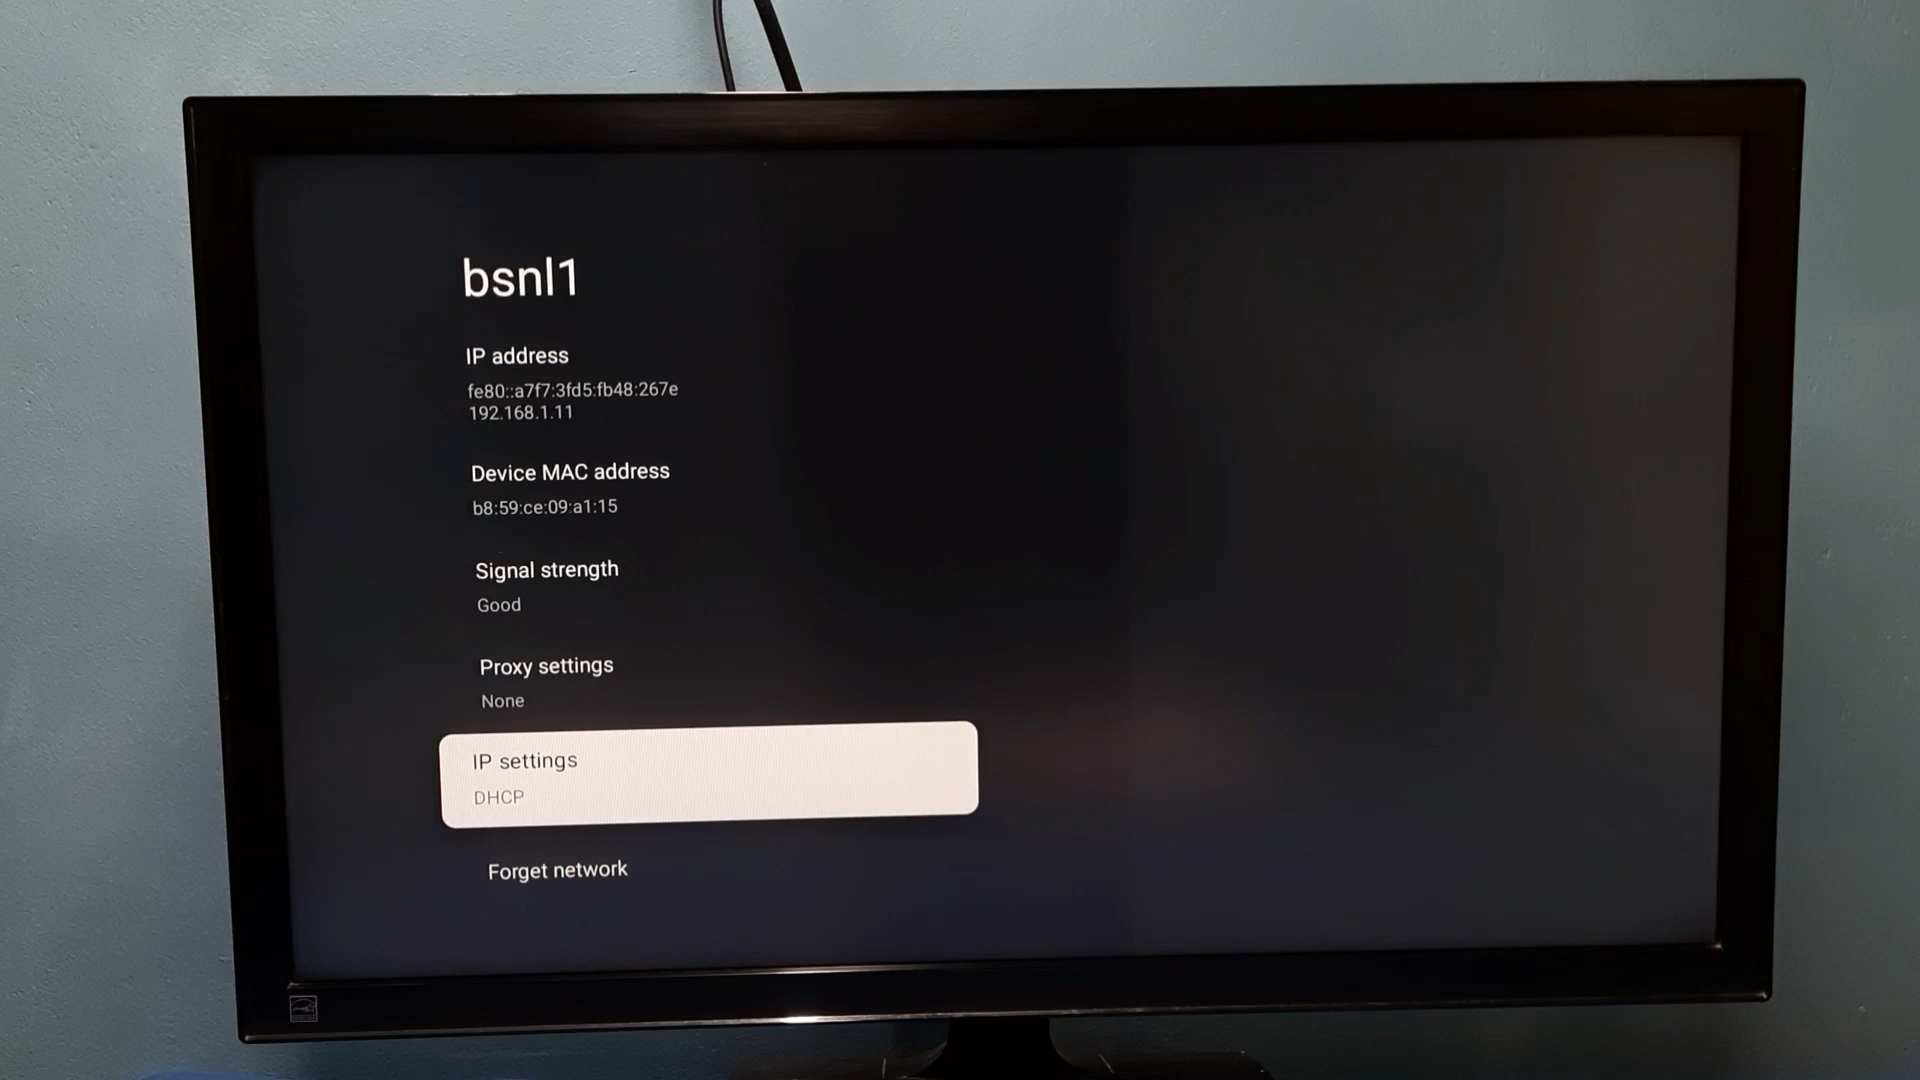 bsnl1
IP address
fe80::a7f7:3fd5:fb48:267e
192.168.1.11
Device MAC address
b8:59:ce:09:a1:15
Signal strength
Good
Proxy settings
None
IP settings
DHCP
Forget network